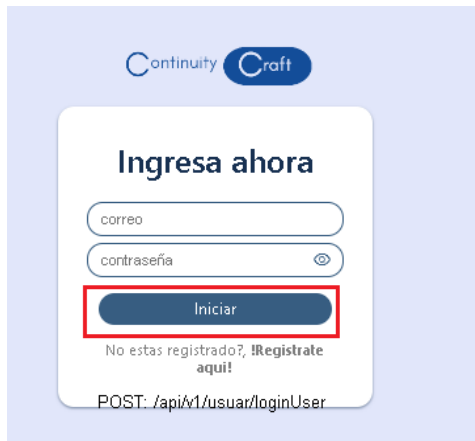 Continuity Craft
Ingresa ahora
correo
contraseña
Iniciar
No estas registrado?, !Registrate
aqui!
POST: /api/v1/usuar/loginUser